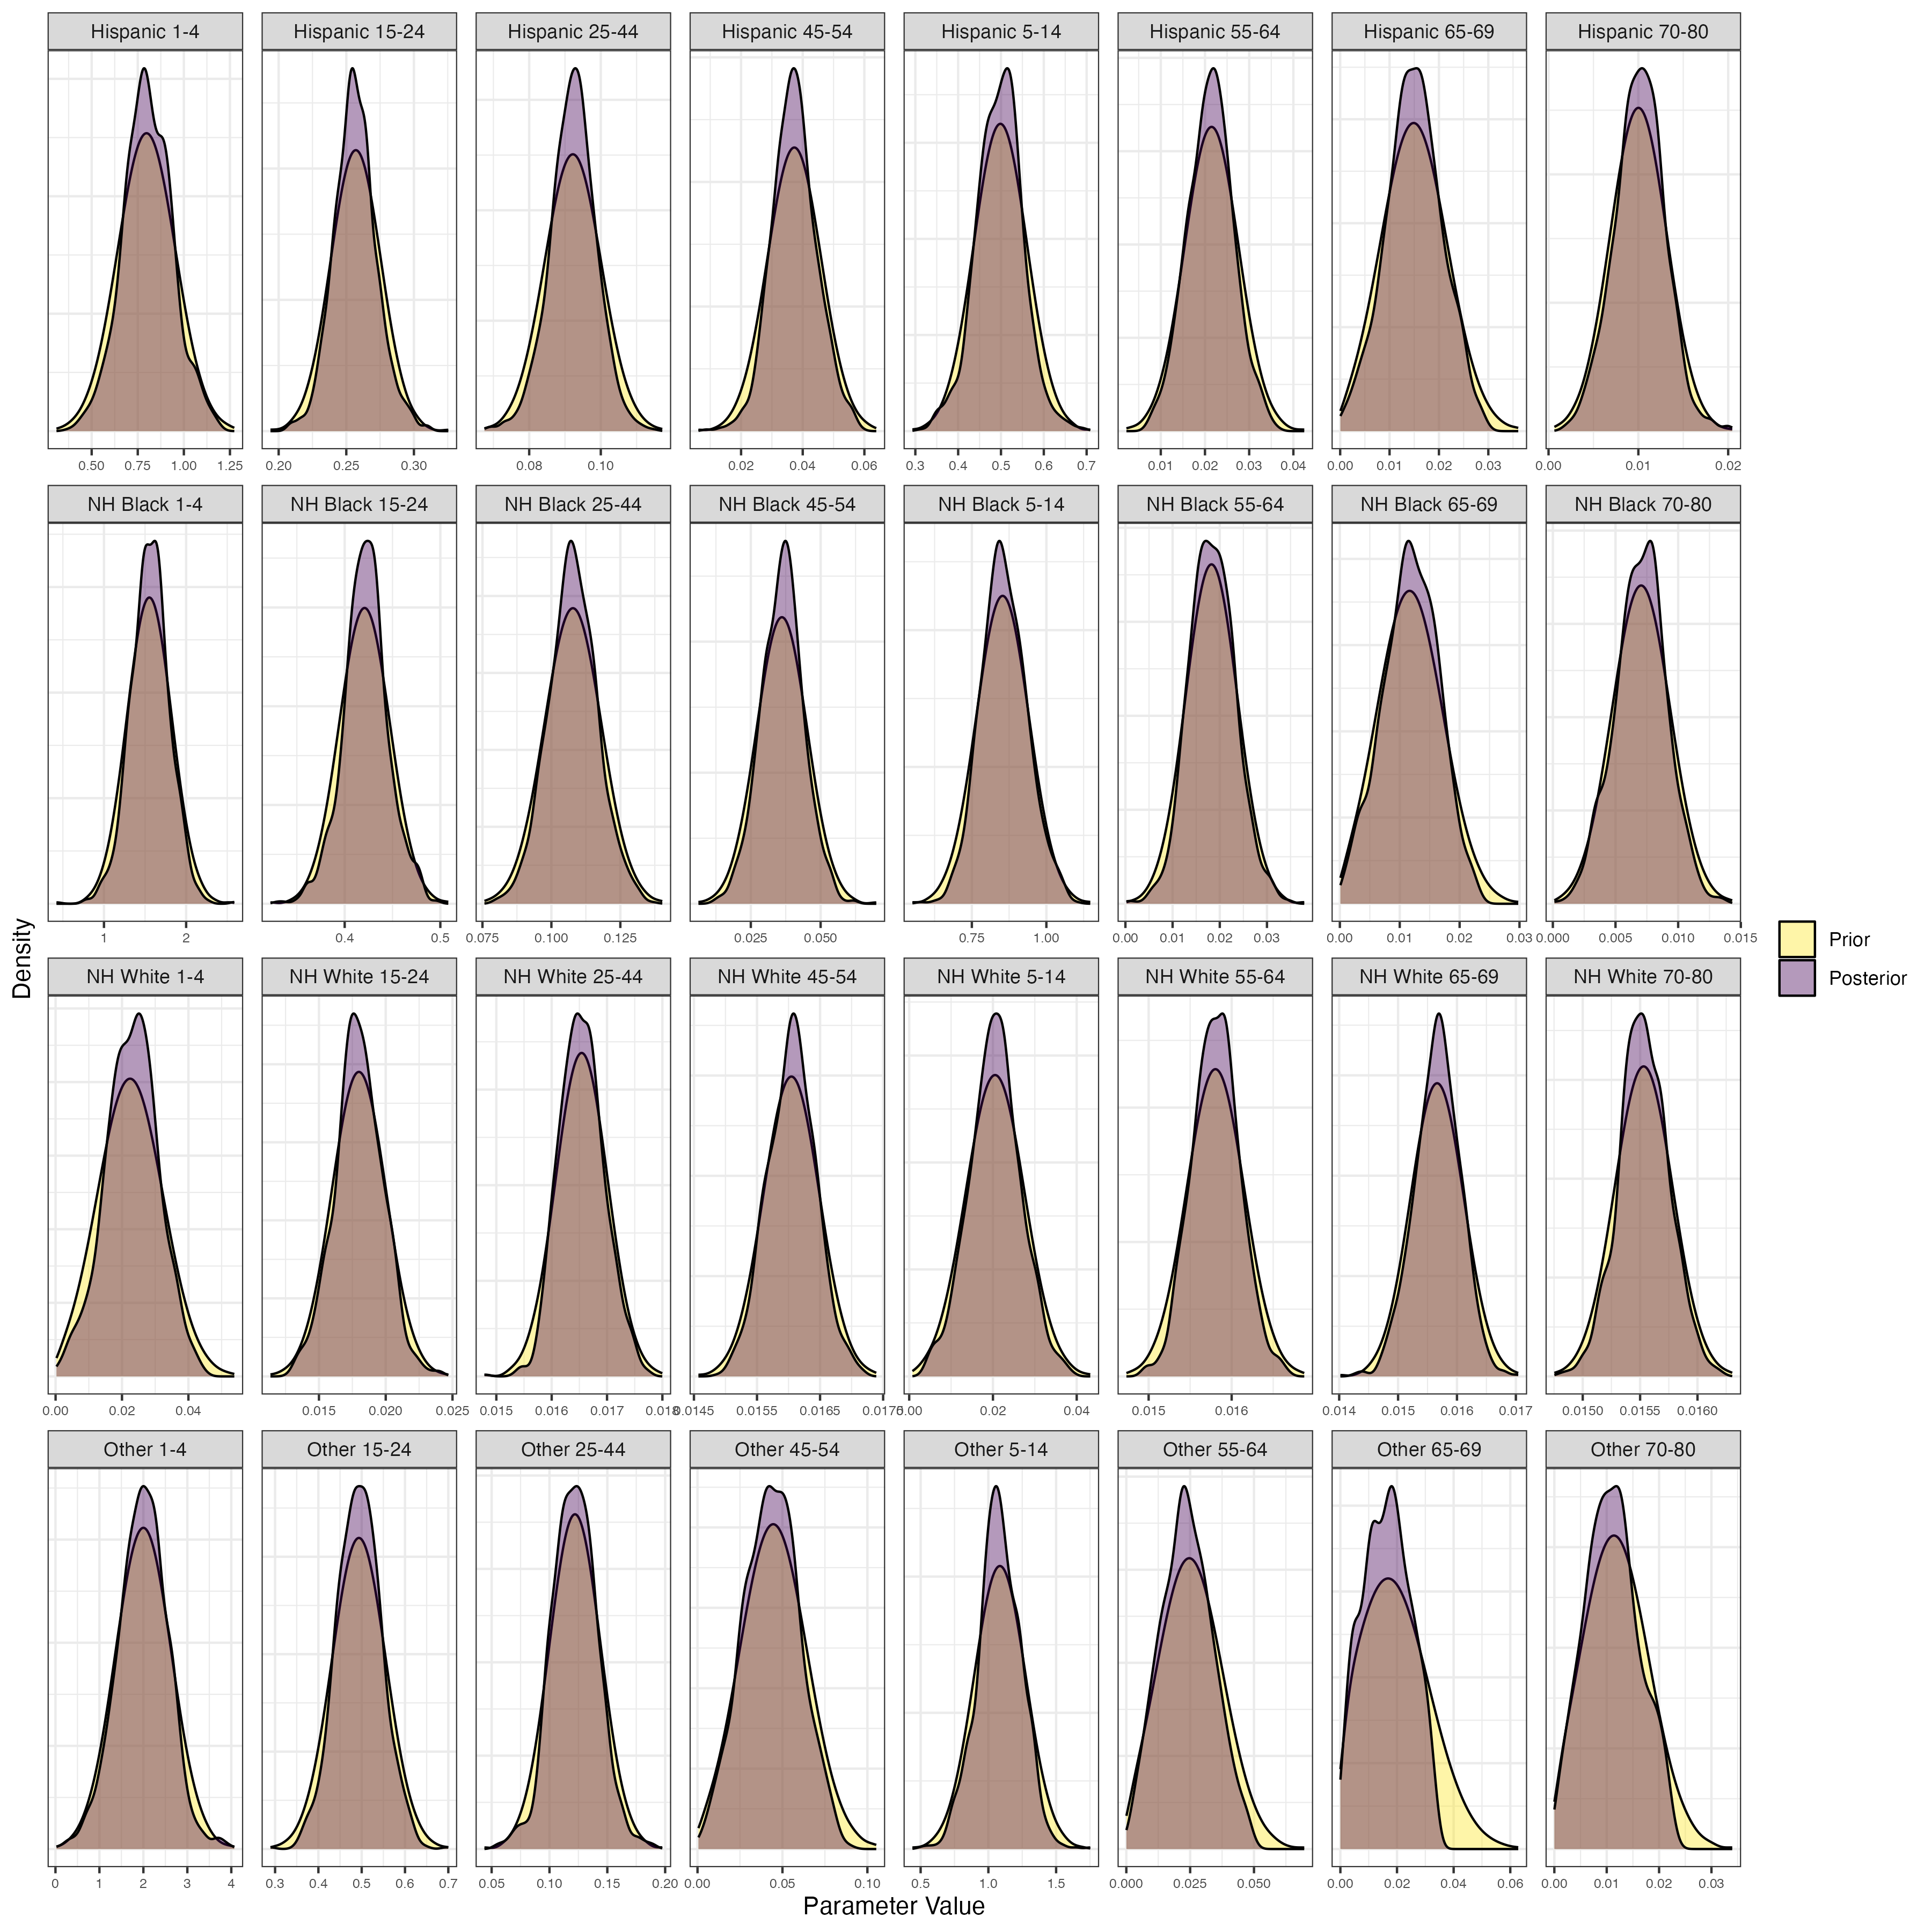 Hispanic 1-4 Hispanic 15-24 Hispanic 25-44 Hispanic 45-54 Hispanic 5-14 Hispanic 55-64 Hispanic 65-69 Hispanic 70-80
0.50 0.75 1.00 1.25 0.20 0.25 0.30 0.08 0.10 0.02 0.04 0.06 0.3 0.4 0.5 0.6 0.7 0.01 0.02 0.03 0.04 0.00 0.01 0.02 0.03 0.00 0.01 0.02
NH Black 1-4 NH Black 15-24 NH Black 25-44 NH Black 45-54 NH Black 5-14 NH Black 55-64 NH Black 65-69 NH Black 70-80
1 2 0.4 0.5 0.075 0.100 0.125 0.025 0.050 0.75 1.00 0.00 0.01 0.02 0.03 0.00 0.01 0.02 0.03 0.000 0.005 0.010 0.015
Density
Prior
Posterior
NH White 1-4 NH White 15-24 NH White 25-44 NH White 45-54 NH White 5-14 NH White 55-64 NH White 65-69 NH White 70-80
0.00 0.02 0.04 0.015 0.020 0.025 0.015 0.016 0.017 0.018 0.0145 0.0155 0.0165 0.0175 0.00 0.02 0.04 0.015 0.016 0.014 0.015 0.016 0.017 0.0150 0.0155 0.0160
Other 1-4 Other 15-24 Other 25-44 Other 45-54 Other 5-14 Other 55-64 Other 65-69 Other 70-80
0 1 2 3 4 0.3 0.4 0.5 0.6 0.7 0.05 0.10 0.15 0.20 0.00 0.05 0.10 0.5 1.0 1.5 0.000 0.025 0.050 0.00 0.02 0.04 0.06 0.00 0.01 0.02 0.03
Parameter Value